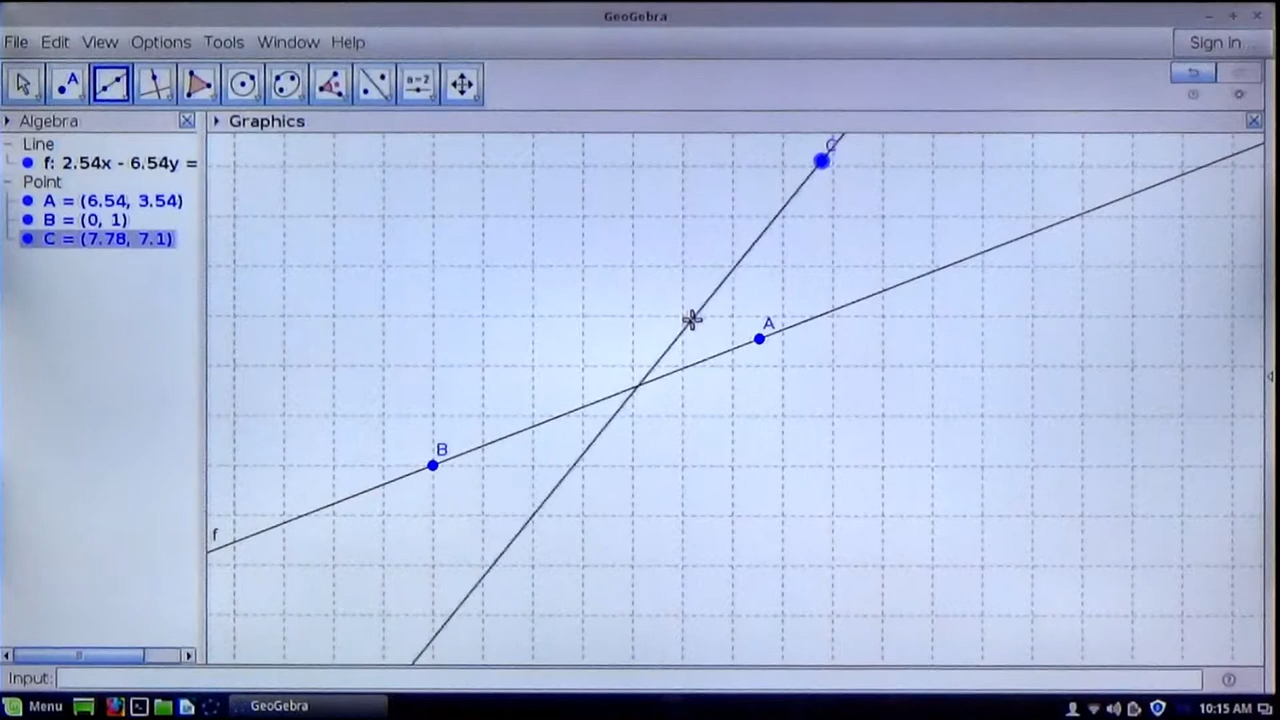 GeoGebra
File Edit View Options Tools Window Help
Sign in...
A
a=2
Algebra
Graphics
Line
f: 2.54x - 6.54y =
Point
A = (6.54, 3.54)
B = (0, 1)
C = (7.78, 7.1)
C
A
B
f
Input:
Menu
GeoGebra
10:15 AM